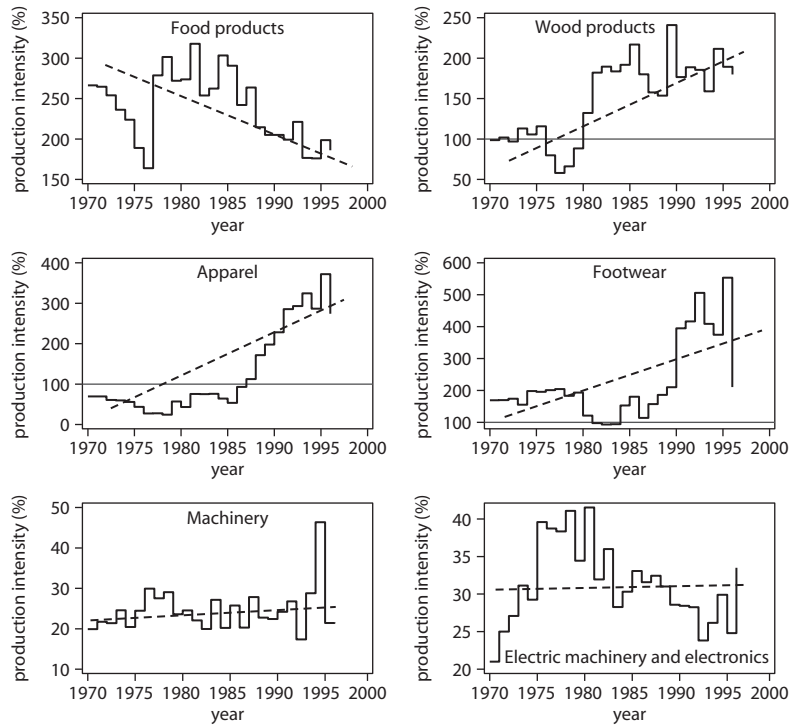 Food products
production intensity (%)
350
300
250
200
150
1970 1975 1980 1985 1990 1995 2000
year
Wood products
production intensity (%)
250
200
150
100
50
1970 1975 1980 1985 1990 1995 2000
year
Apparel
production intensity (%)
400
300
200
100
0
1970 1975 1980 1985 1990 1995 2000
year
Footwear
production intensity (%)
600
500
400
300
200
100
1970 1975 1980 1985 1990 1995 2000
year
Machinery
production intensity (%)
50
40
30
20
10
1970 1975 1980 1985 1990 1995 2000
year
production intensity (%)
40
35
30
25
20
Electric machinery and electronics
1970 1975 1980 1985 1990 1995 2000
year